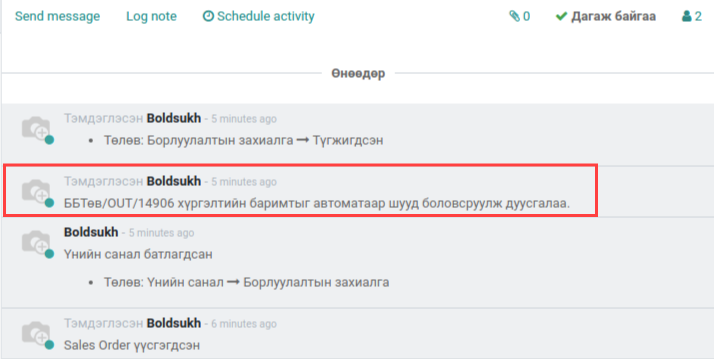 Send message Log note Schedule activity 0 Дагаж байгаа 2
Өнөөдөр
Тэмдэглэсэн Boldsukh - 5 minutes ago
• Төлөв: Борлуулалтын захиалга → Түгжигдсэн
Тэмдэглэсэн Boldsukh - 5 minutes ago
ББТөв/OUT/14906 хүргэлтийн баримтыг автоматаар шууд боловсруулж дуусгалаа.
Boldsukh - 5 minutes ago
Үнийн санал батлагдсан
• Төлөв: Үнийн санал → Борлуулалтын захиалга
Тэмдэглэсэн Boldsukh - 6 minutes ago
Sales Order үүсгэгдсэн